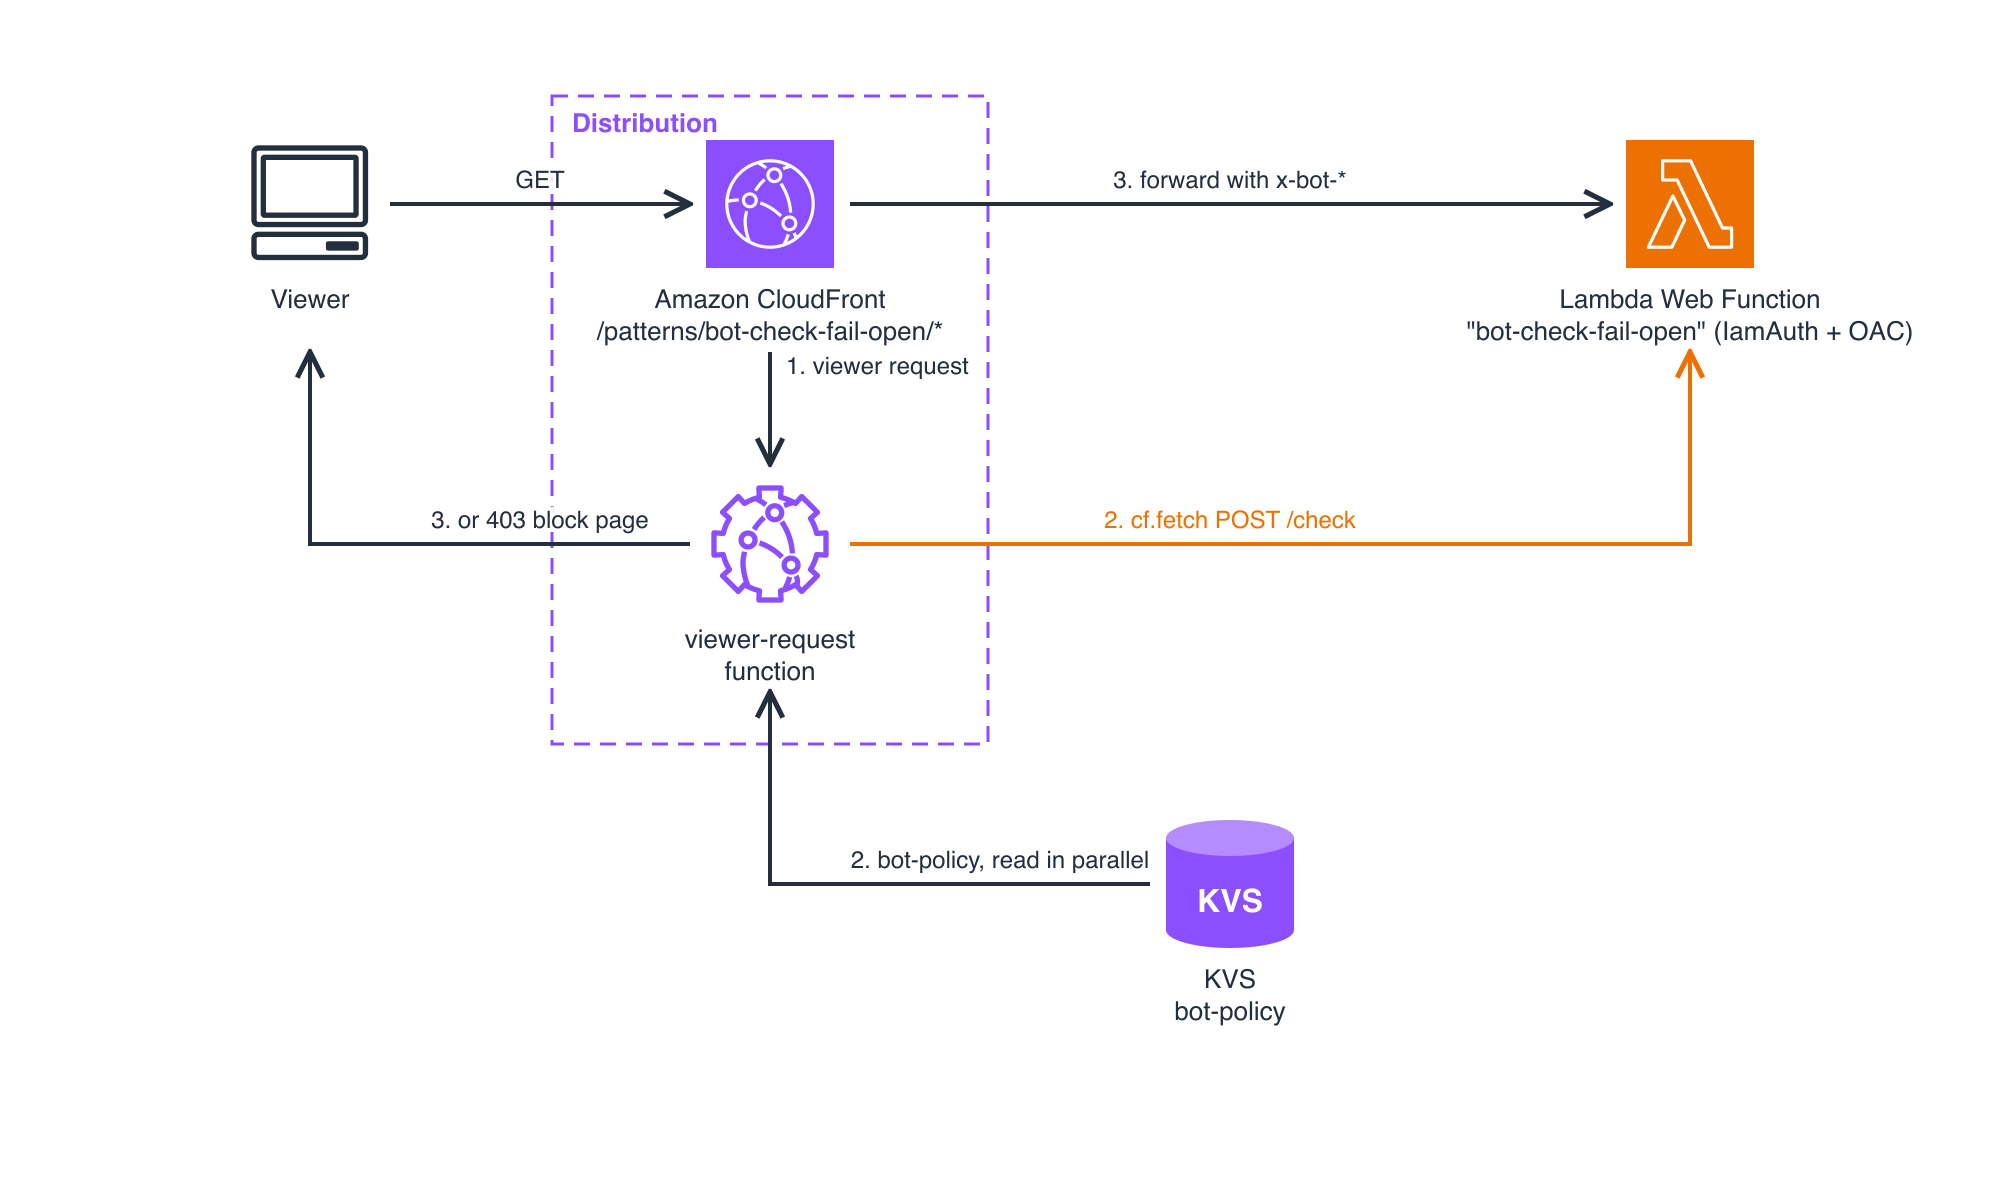 Distribution
GET
3. forward with x-bot-*
Viewer
Amazon CloudFront
/patterns/bot-check-fail-open/*
Lambda Web Function
"bot-check-fail-open" (IamAuth + OAC)
1. viewer request
3. or 403 block page
2. cf.fetch POST /check
viewer-request
function
2. bot-policy, read in parallel
KVS
KVS
bot-policy